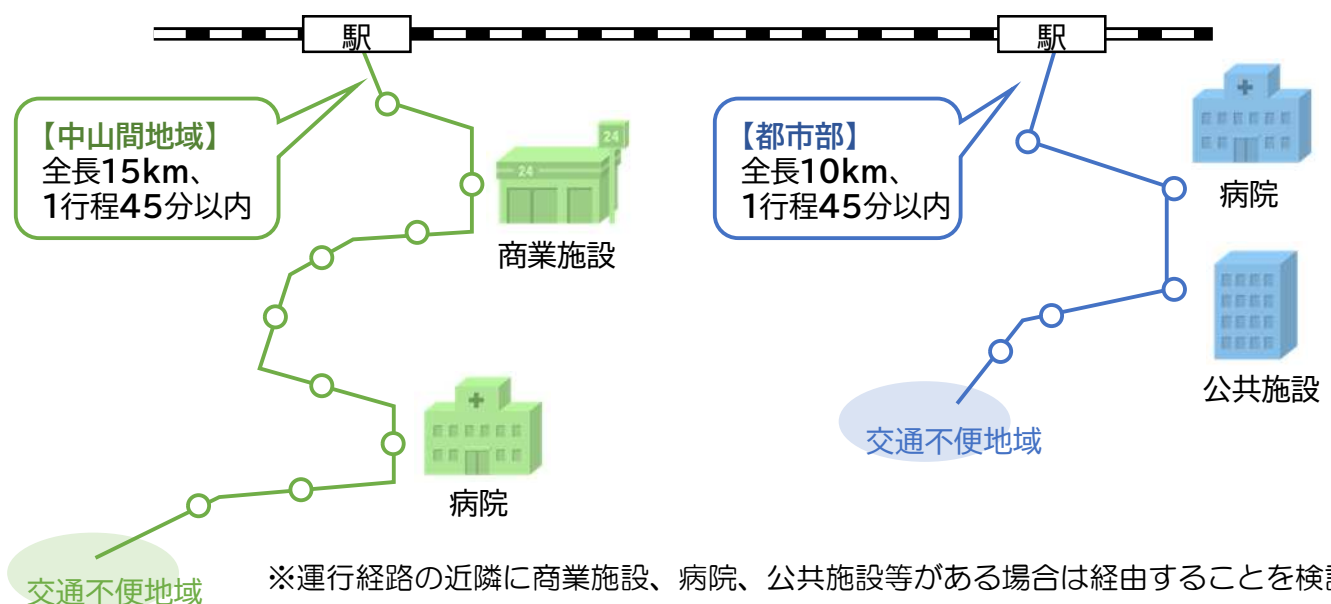 駅
駅
【中山間地域】
全長15km、
1行程45分以内
24
24
商業施設
病院
交通不便地域
【都市部】
全長10km、
1行程45分以内
病院
公共施設
交通不便地域
※運行経路の近隣に商業施設、病院、公共施設等がある場合は経由することを検